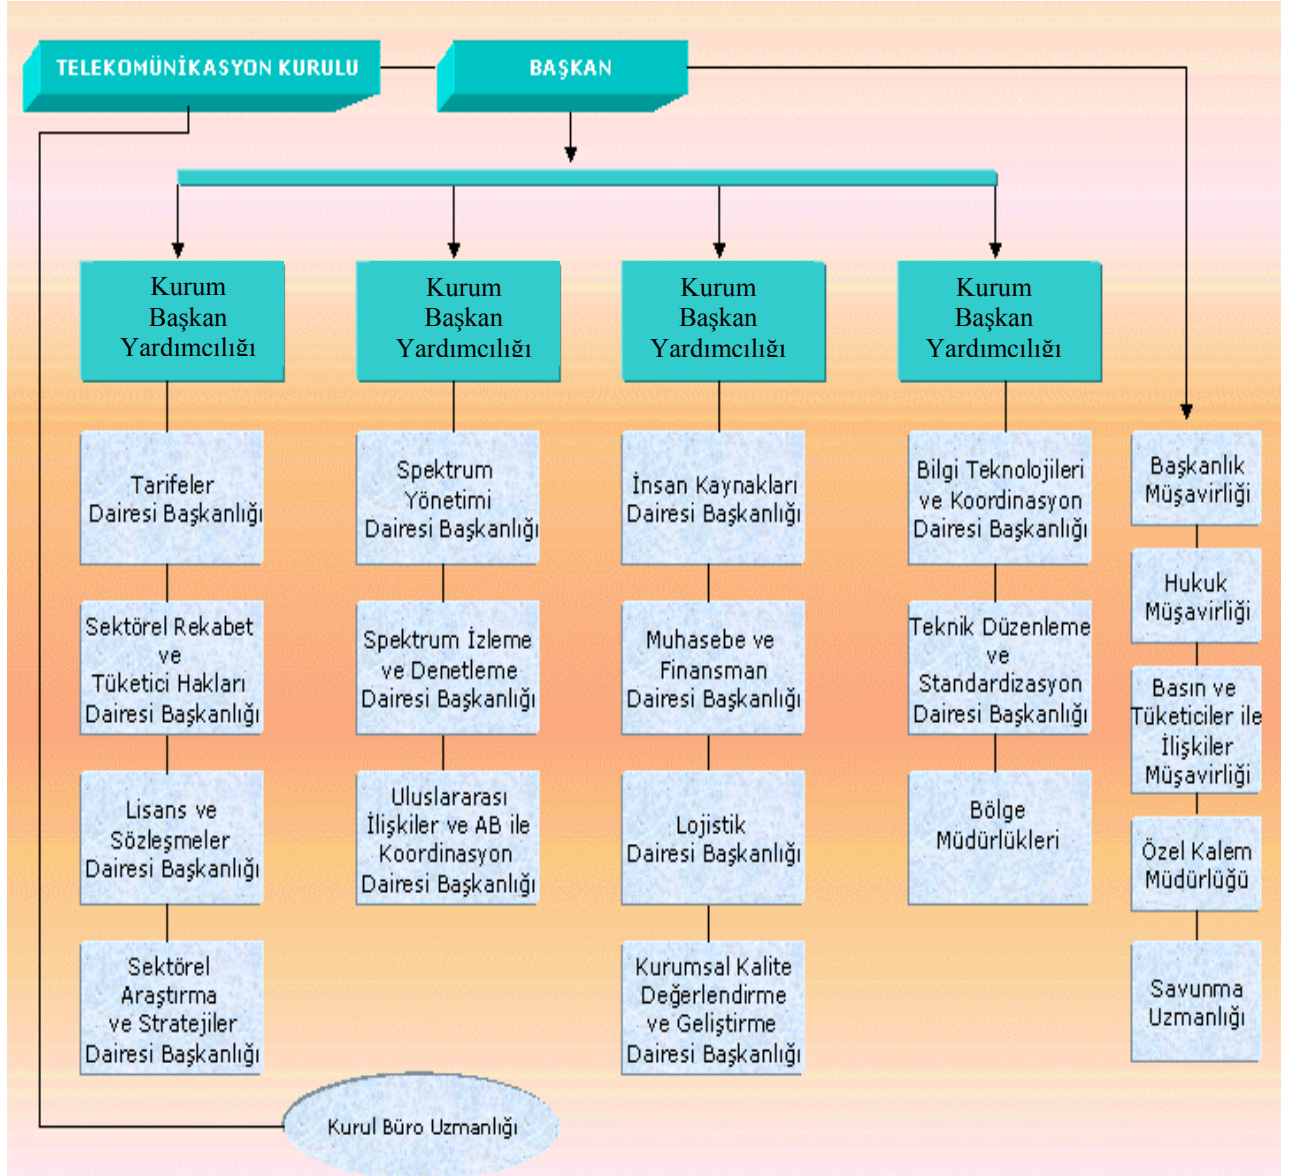 TELEKOMÜNİKASYON KURULU
BAŞKAN
Kurum
Başkan
Yardımcılığı
Kurum
Başkan
Yardımcılığı
Kurum
Başkan
Yardımcılığı
Kurum
Başkan
Yardımcılığı
Tarifeler
Dairesi Başkanlığı
Sektörel Rekabet
ve
Tüketici Hakları
Dairesi Başkanlığı
Lisans ve
Sözleşmeler
Dairesi Başkanlığı
Sektörel
Araştırma
ve Stratejiler
Dairesi Başkanlığı
Spektrum
Yönetimi
Dairesi Başkanlığı
Spektrum İzleme
ve Denetleme
Dairesi Başkanlığı
Uluslararası
İlişkiler ve AB ile
Koordinasyon
Dairesi Başkanlığı
İnsan Kaynakları
Dairesi Başkanlığı
Muhasebe ve
Finansman
Dairesi Başkanlığı
Lojistik
Dairesi Başkanlığı
Kurumsal Kalite
Değerlendirme
ve Geliştirme
Dairesi Başkanlığı
Bilgi Teknolojileri
ve Koordinasyon
Dairesi Başkanlığı
Teknik Düzenleme
ve
Standardizasyon
Dairesi Başkanlığı
Bölge
Müdürlükleri
Başkanlık
Müşavirliği
Hukuk
Müşavirliği
Basın ve
Tüketiciler ile
İlişkiler
Müşavirliği
Özel Kalem
Müdürlüğü
Savunma
Uzmanlığı
Kurul Büro Uzmanlığı